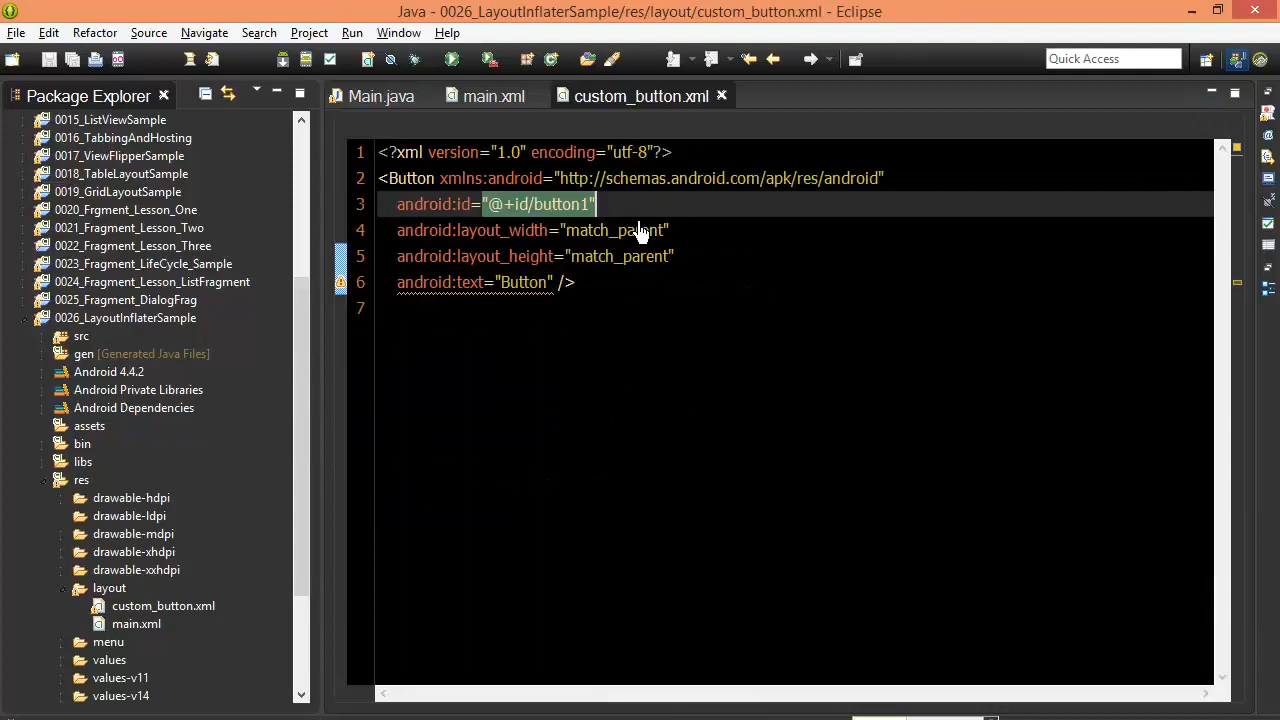 Java - 0026_LayoutInflaterSample/res/layout/custom_button.xml - Eclipse
File Edit Refactor Source Navigate Search Project Run Window Help
Quick Access
Package Explorer
Main.java main.xml custom_button.xml
0015_ListViewSample
0016_TabbingAndHosting
0017_ViewFlipperSample
0018_TableLayoutSample
0019_GridLayoutSample
0020_Frgment_Lesson_One
0021_Fragment_Lesson_Two
0022_Fragment_Lesson_Three
0023_Fragment_LifeCycle_Sample
0024_Fragment_Lesson_ListFragment
0025_Fragment_DialogFrag
0026_LayoutInflaterSample
src
gen [Generated Java Files]
Android 4.4.2
Android Private Libraries
Android Dependencies
assets
bin
libs
res
drawable-hdpi
drawable-ldpi
drawable-mdpi
drawable-xhdpi
drawable-xxhdpi
layout
custom_button.xml
main.xml
menu
values
values-v11
values-v14
1 <?xml version="1.0" encoding="utf-8"?>
2 <Button xmlns:android="http://schemas.android.com/apk/res/android"
3 android:id="@+id/button1"
4 android:layout_width="match_parent"
5 android:layout_height="match_parent"
6 android:text="Button" />
7